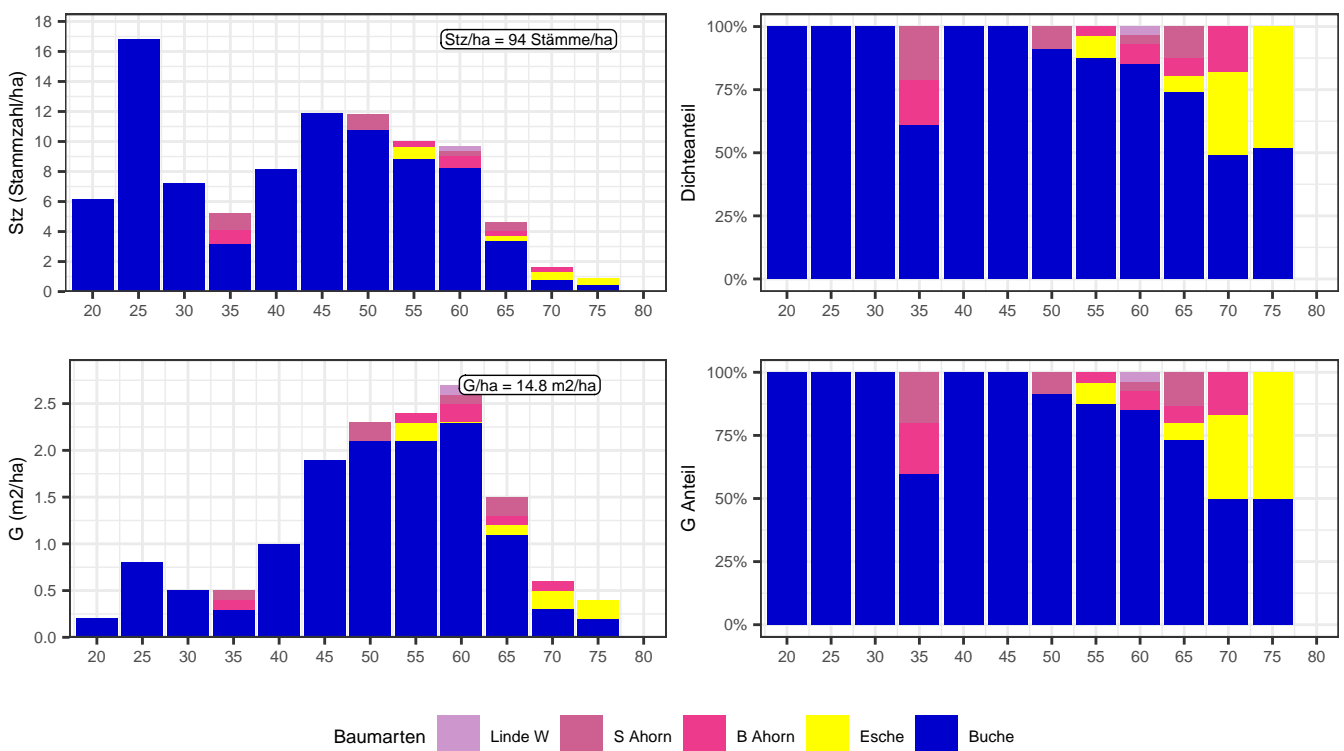 Stz (Stammzahl/ha)
18
16
14
12
10
8
6
4
2
0
Stz/ha = 94 Stämme/ha
20 25 30 35 40 45 50 55 60 65 70 75 80
Dichteanteil
100%
75%
50%
25%
0%
20 25 30 35 40 45 50 55 60 65 70 75 80
G (m2/ha)
2.5
2.0
1.5
1.0
0.5
0.0
G/ha = 14.8 m2/ha
20 25 30 35 40 45 50 55 60 65 70 75 80
G Anteil
100%
75%
50%
25%
0%
20 25 30 35 40 45 50 55 60 65 70 75 80
Baumarten Linde W S Ahorn B Ahorn Esche Buche